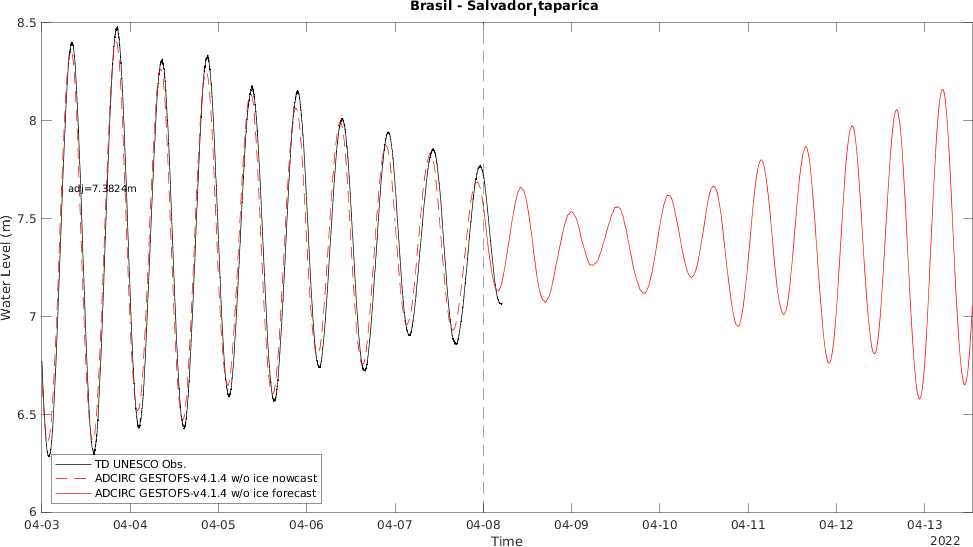 Brasil - Salvador,taparica
8.5
8
7.5
7
6.5
6
Water Level (m)
adj=7.3824m
TD UNESCO Obs.
ADCIRC GESTOFS-v4.1.4 w/o ice nowcast
ADCIRC GESTOFS-v4.1.4 w/o ice forecast
04-03 04-04 04-05 04-06 04-07 04-08 04-09 04-10 04-11 04-12 04-13
Time
2022